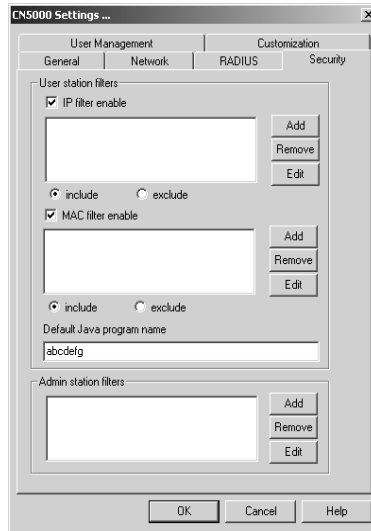 CN5000 Settings ...
User Management Customization
General Network RADIUS Security
User station filters
IP filter enable
Add
Remove
Edit
include exclude
MAC filter enable
Add
Remove
Edit
include exclude
Default Java program name
abcdefg
Admin station filters
Add
Remove
Edit
OK Cancel Help